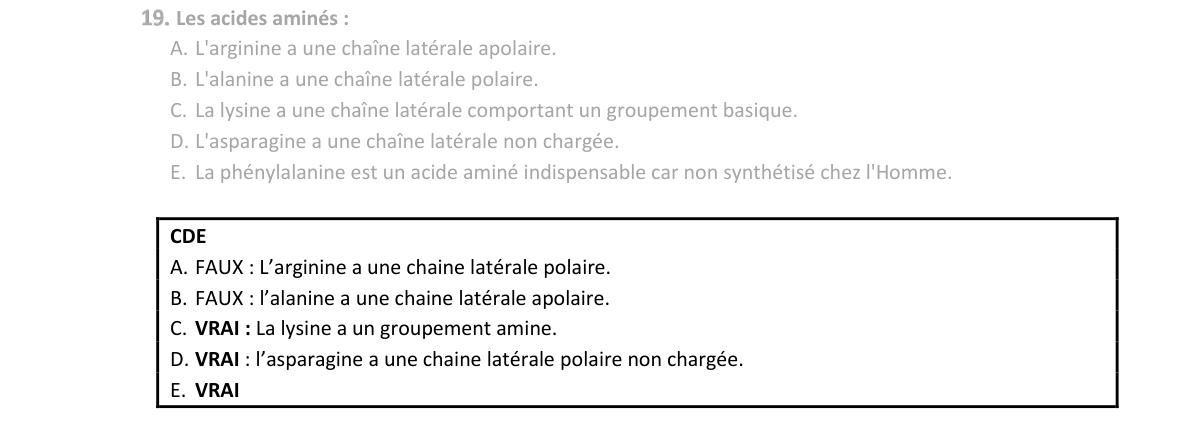 19. Les acides aminés :
A. L'arginine a une chaîne latérale apolaire.
B. L'alanine a une chaîne latérale polaire.
C. La lysine a une chaîne latérale comportant un groupement basique.
D. L'asparagine a une chaîne latérale non chargée.
E. La phénylalanine est un acide aminé indispensable car non synthétisé chez l'Homme.
CDE
A. FAUX : L’arginine a une chaine latérale polaire.
B. FAUX : l’alanine a une chaine latérale apolaire.
C. VRAI : La lysine a un groupement amine.
D. VRAI : l’asparagine a une chaine latérale polaire non chargée.
E. VRAI